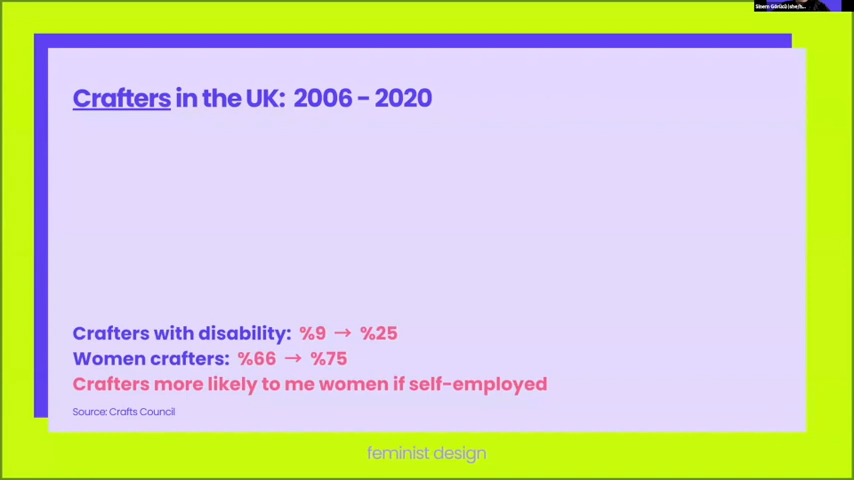 Crafters in the UK: 2006 - 2020
Crafters with disability: %9 → %25
Women crafters: %66 → %75
Crafters more likely to me women if self-employed
Source: Crafts Council
feminist design